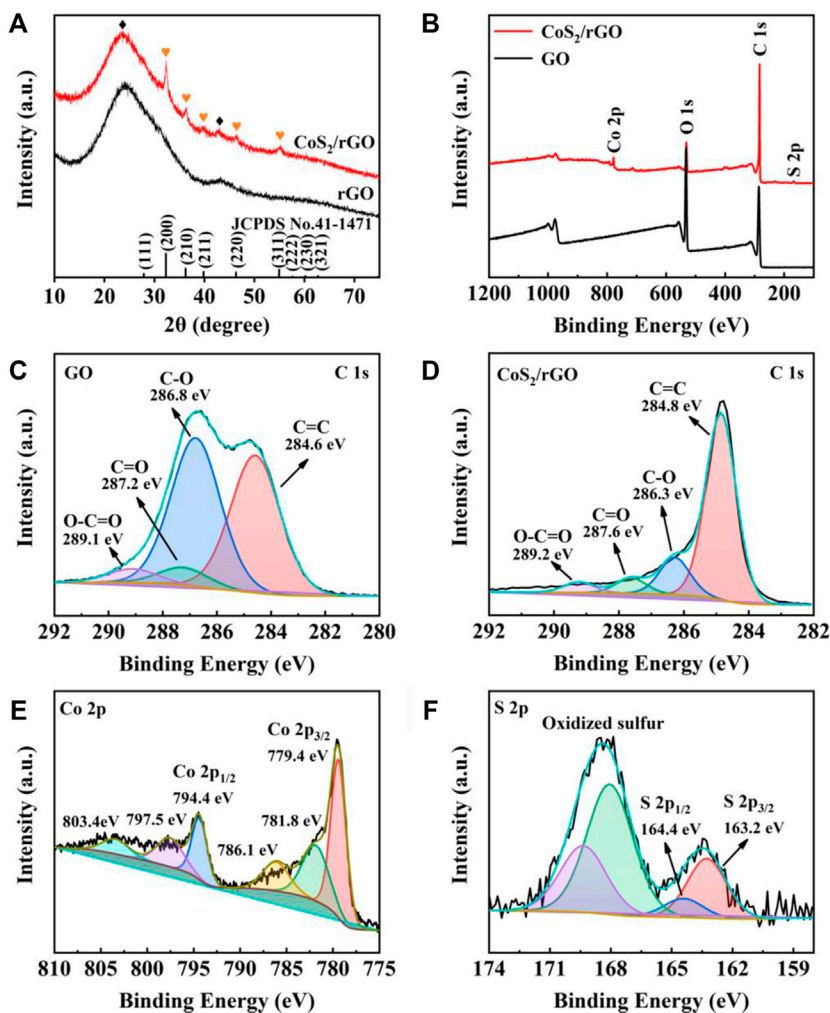 A
CoS2/rGO
rGO
JCPDS No.41-1471
(111)
(200)
(210)
(211)
(220)
(311)
(222)
(230)
(321)
10 20 30 40 50 60 70
2θ (degree)
Intensity (a.u.)
B
CoS2/rGO
GO
C 1s
O 1s
Co 2p
S 2p
1200 1000 800 600 400 200
Binding Energy (eV)
Intensity (a.u.)
C
GO
C 1s
C-O
286.8 eV
C=C
284.6 eV
C=O
287.2 eV
O-C=O
289.1 eV
292 290 288 286 284 282 280
Binding Energy (eV)
Intensity (a.u.)
D
CoS2/rGO
C 1s
C=C
284.8 eV
C-O
286.3 eV
C=O
287.6 eV
O-C=O
289.2 eV
292 290 288 286 284 282
Binding Energy (eV)
Intensity (a.u.)
E
Co 2p
Co 2p3/2
779.4 eV
Co 2p1/2
794.4 eV
803.4eV
797.5 eV
786.1 eV
781.8 eV
810 805 800 795 790 785 780 775
Binding Energy (eV)
Intensity (a.u.)
F
S 2p
Oxidized sulfur
S 2p1/2
164.4 eV
S 2p3/2
163.2 eV
174 171 168 165 162 159
Binding Energy (eV)
Intensity (a.u.)